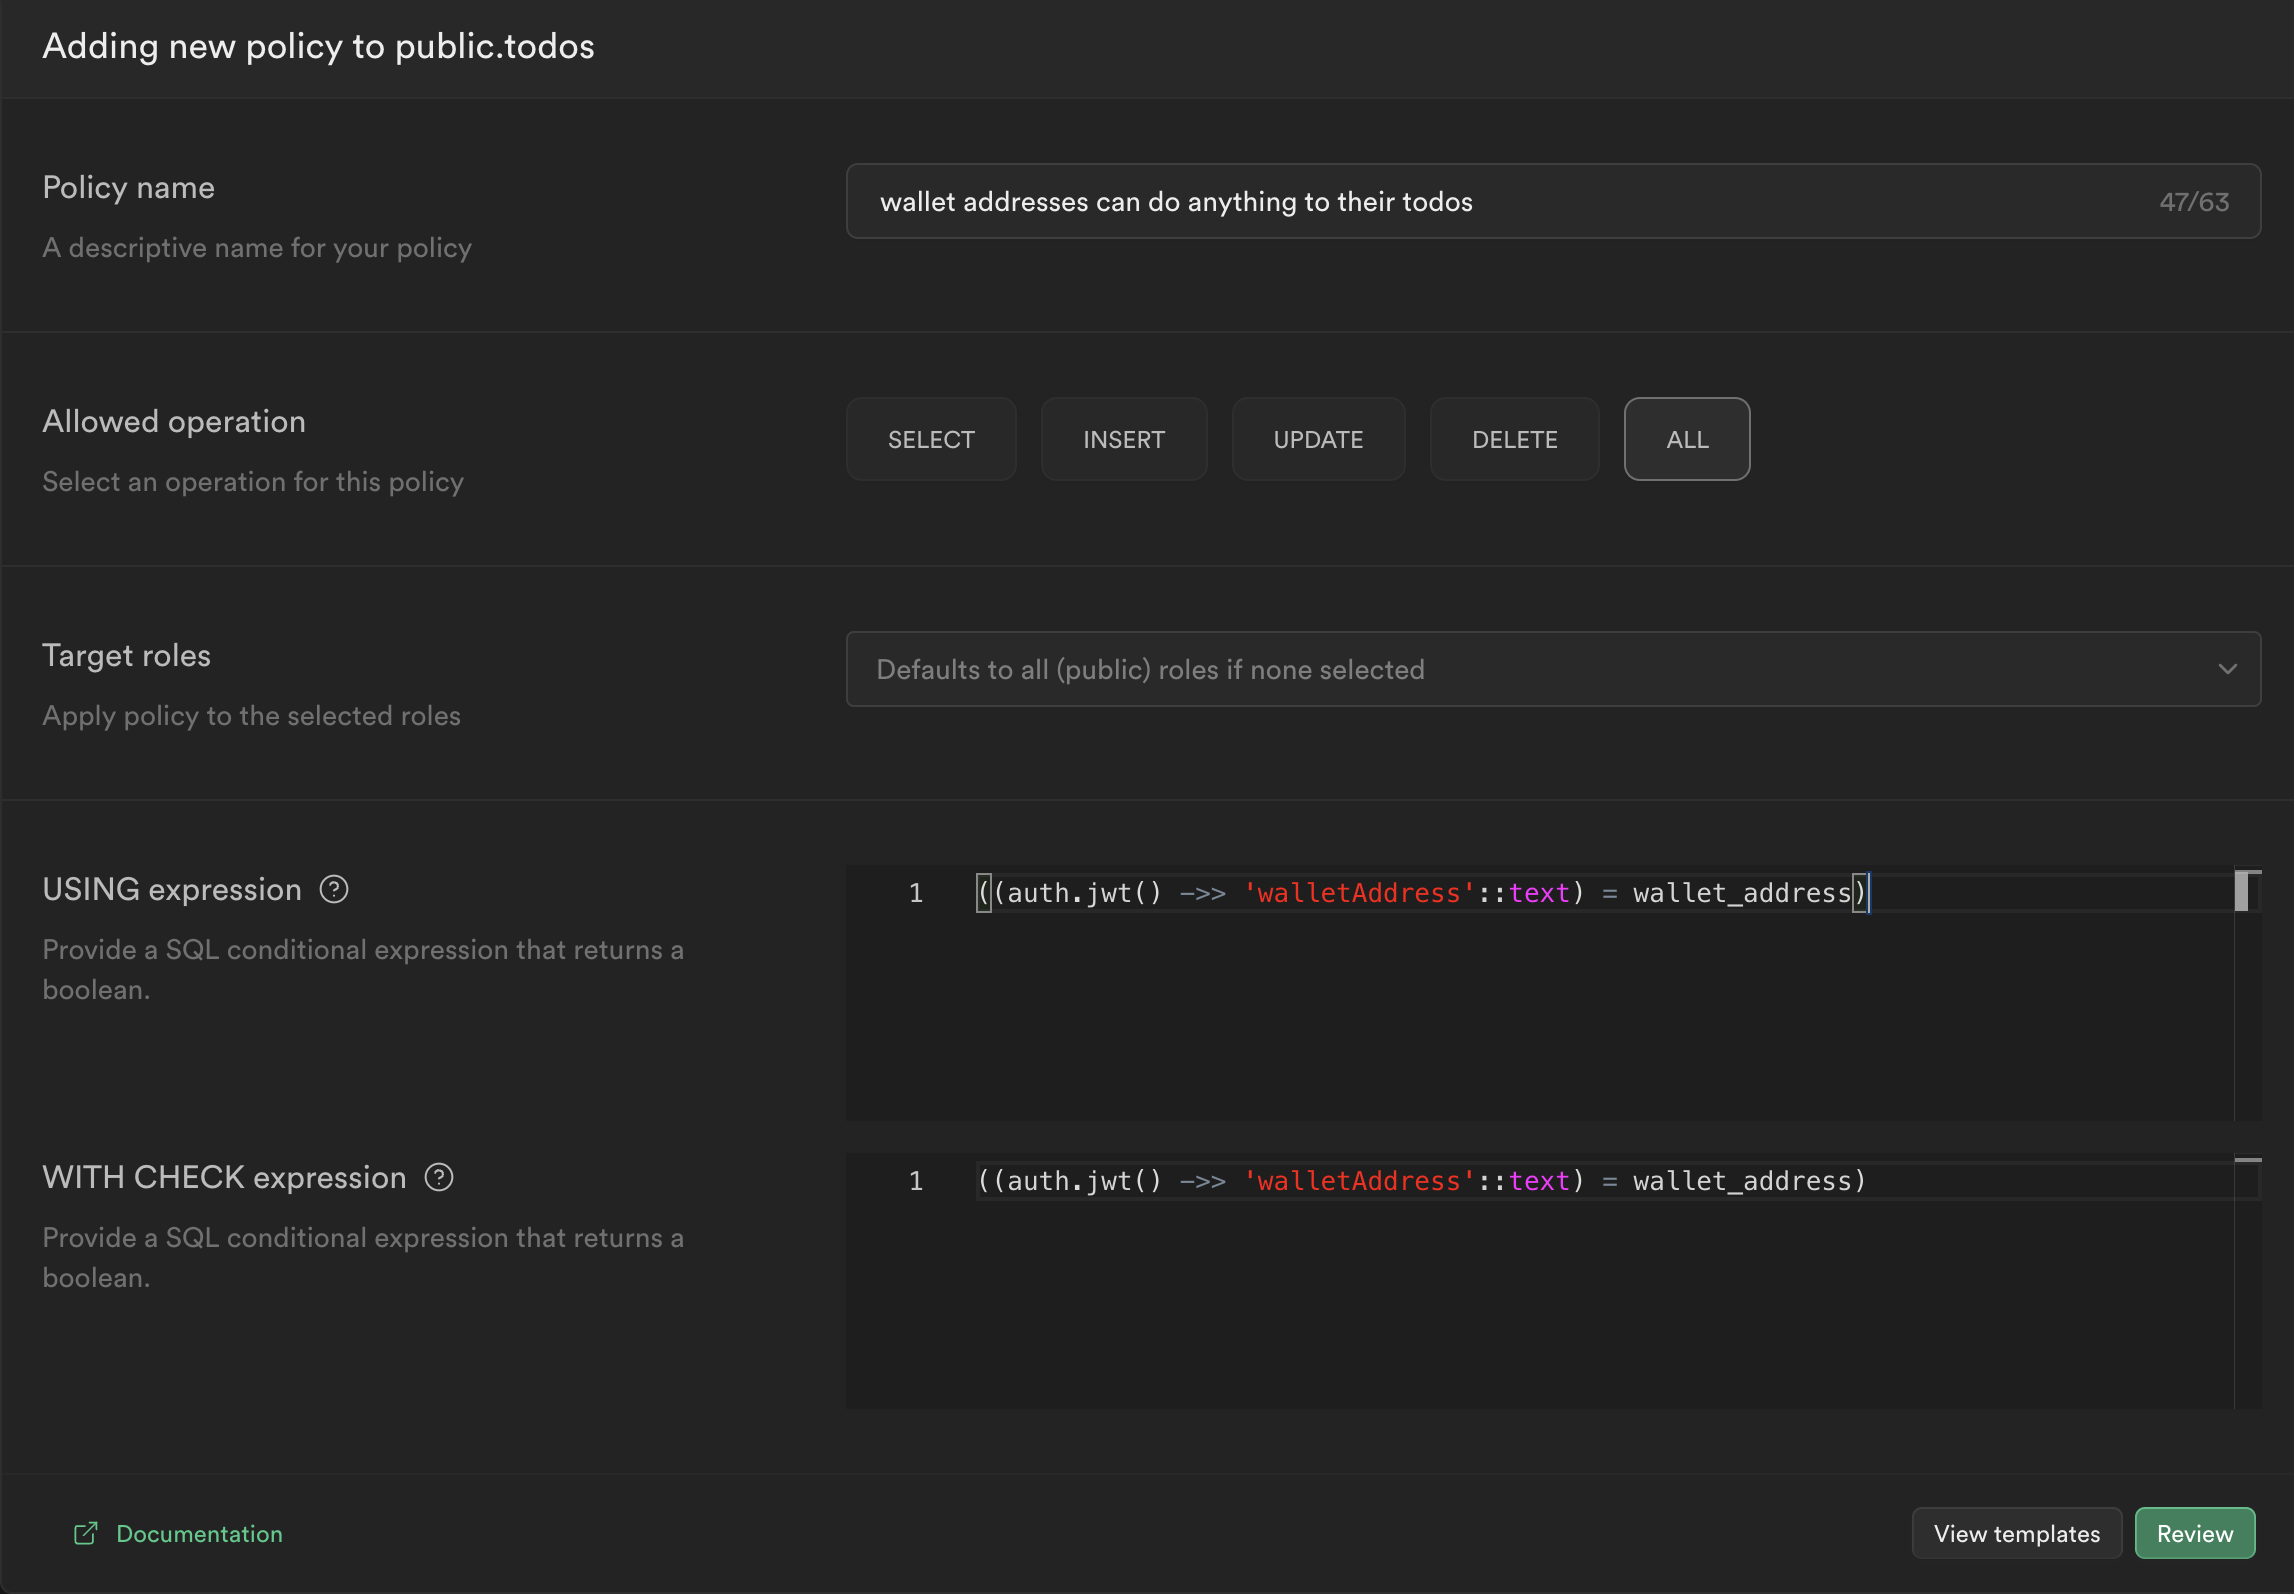 Adding new policy to public.todos
Policy name
A descriptive name for your policy
wallet addresses can do anything to their todos
47/63
Allowed operation
Select an operation for this policy
SELECT
INSERT
UPDATE
DELETE
ALL
Target roles
Apply policy to the selected roles
Defaults to all (public) roles if none selected
USING expression ?
Provide a SQL conditional expression that returns a
boolean.
1 ((auth.jwt() ->> 'walletAddress'::text) = wallet_address)
WITH CHECK expression ?
Provide a SQL conditional expression that returns a
boolean.
1 ((auth.jwt() ->> 'walletAddress'::text) = wallet_address)
Documentation
View templates
Review